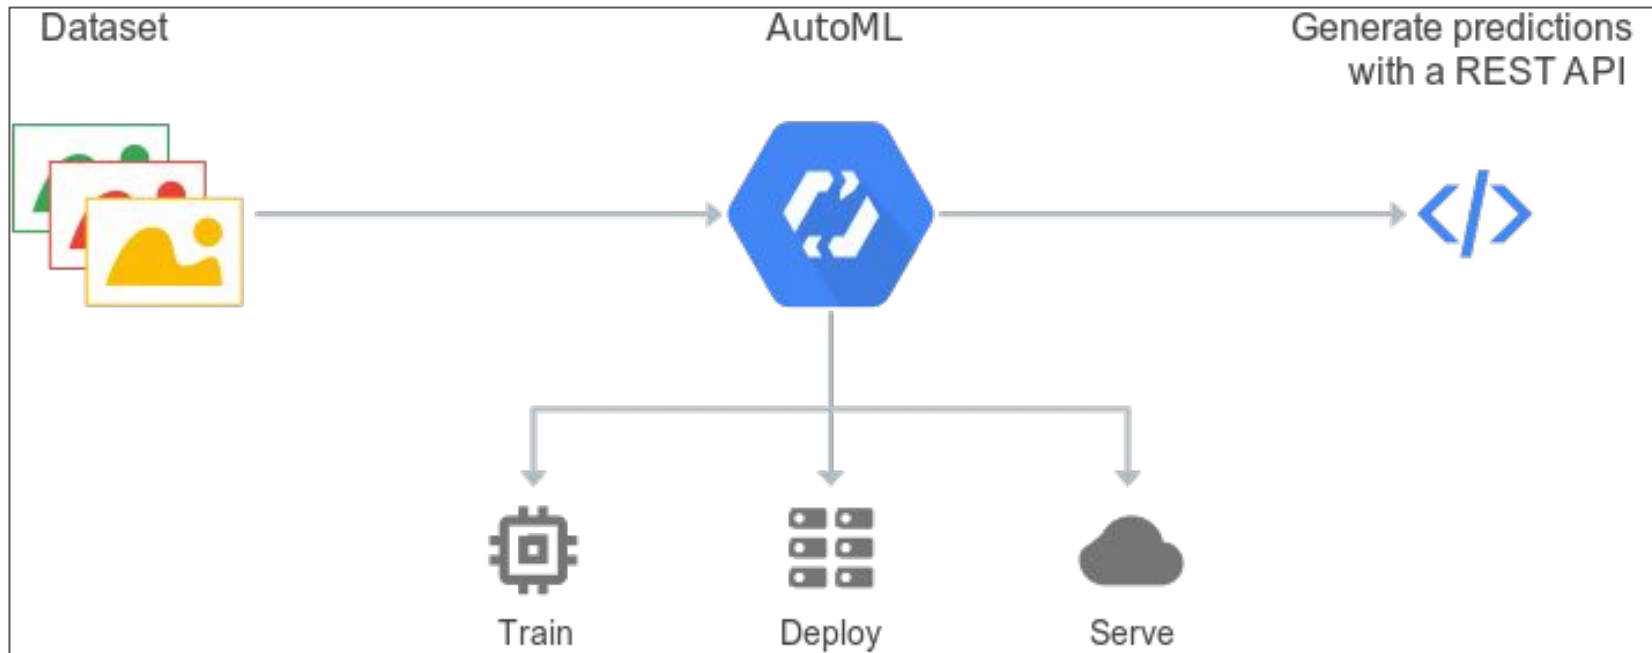 Dataset
AutoML
Generate predictions
with a REST API
Train
Deploy
Serve